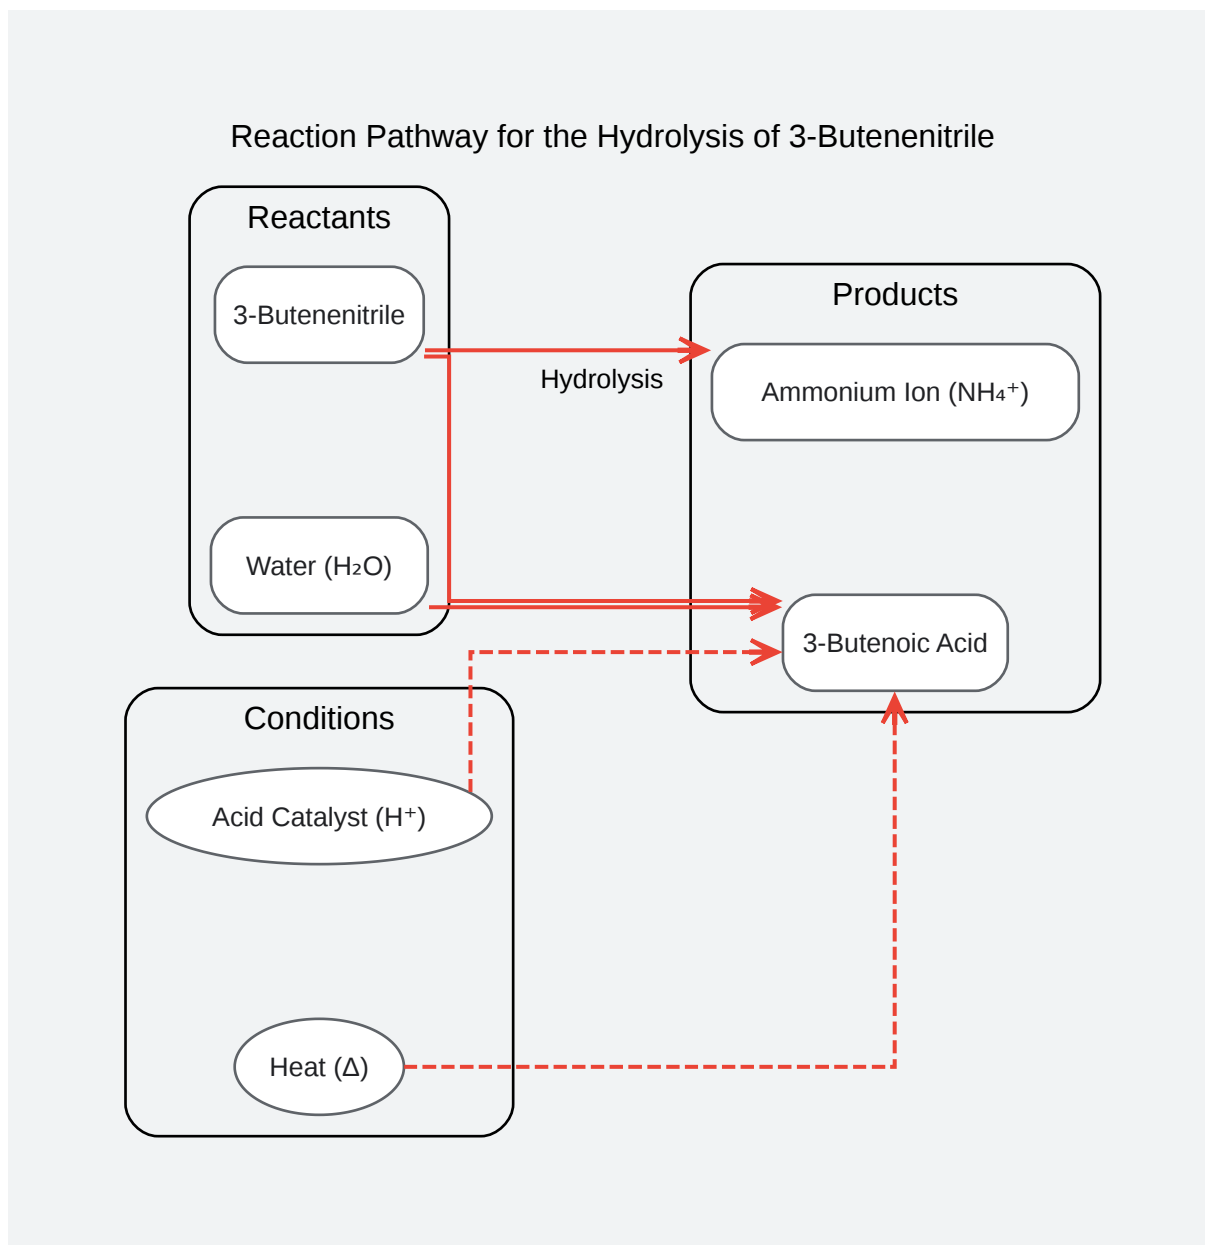 Reaction Pathway for the Hydrolysis of 3-Butenenitrile
Reactants
3-Butenenitrile
Water (H₂O)
Hydrolysis
Products
Ammonium Ion (NH₄⁺)
3-Butenoic Acid
Conditions
Acid Catalyst (H⁺)
Heat (Δ)